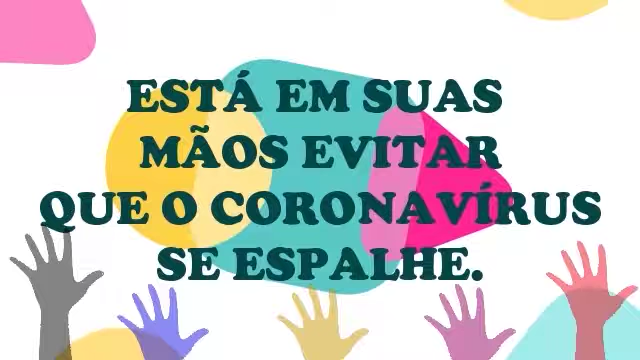 ESTÁ EM SUAS
MÃOS EVITAR
QUE O CORONAVÍRUS
SE ESPALHE.